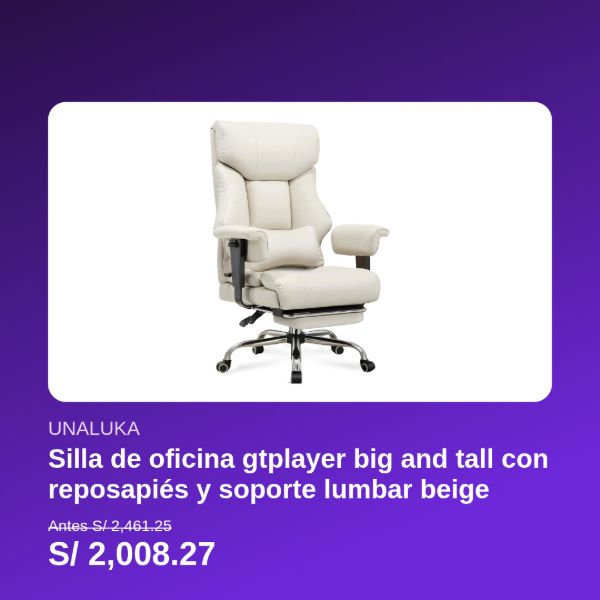 UNALUKA
Silla de oficina gtplayer big and tall con
reposapiés y soporte lumbar beige
Antes S/ 2,461.25
S/ 2,008.27